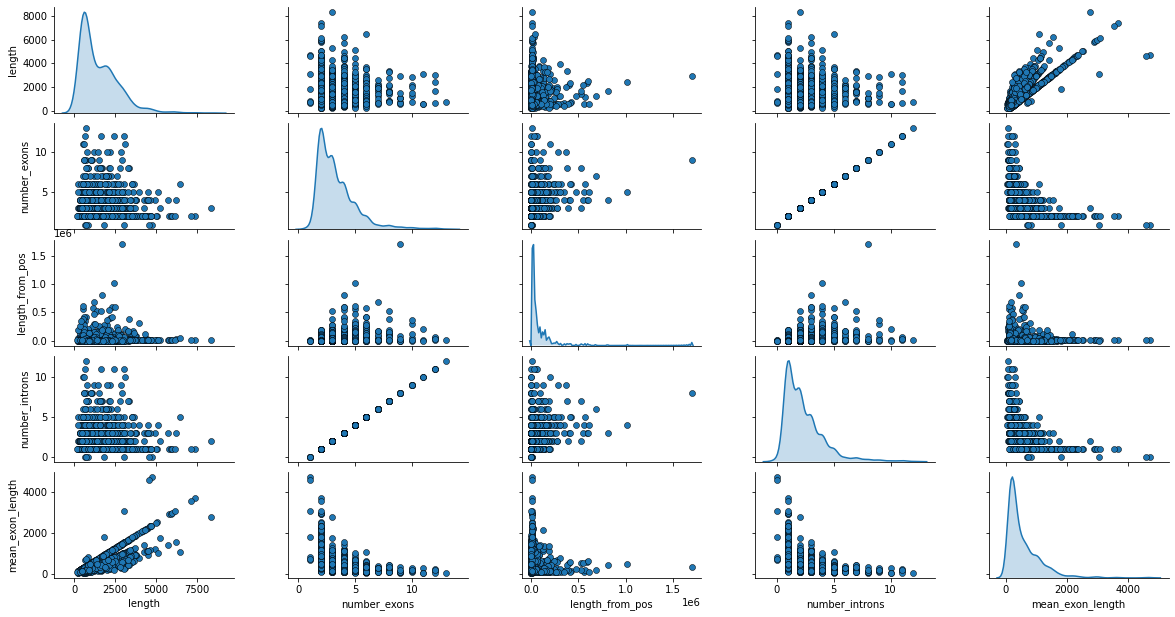 8000
6000
4000
2000
0
length
10
5
number_exons
1e6
1.5
1.0
0.5
0.0
length_from_pos
10
5
0
number_introns
4000
2000
0
mean_exon_length
0 2500 5000 7500
length
0 5 10
number_exons
0.0 0.5 1.0 1.5
1e6
length_from_pos
0 5 10
number_introns
0 2000 4000
mean_exon_length